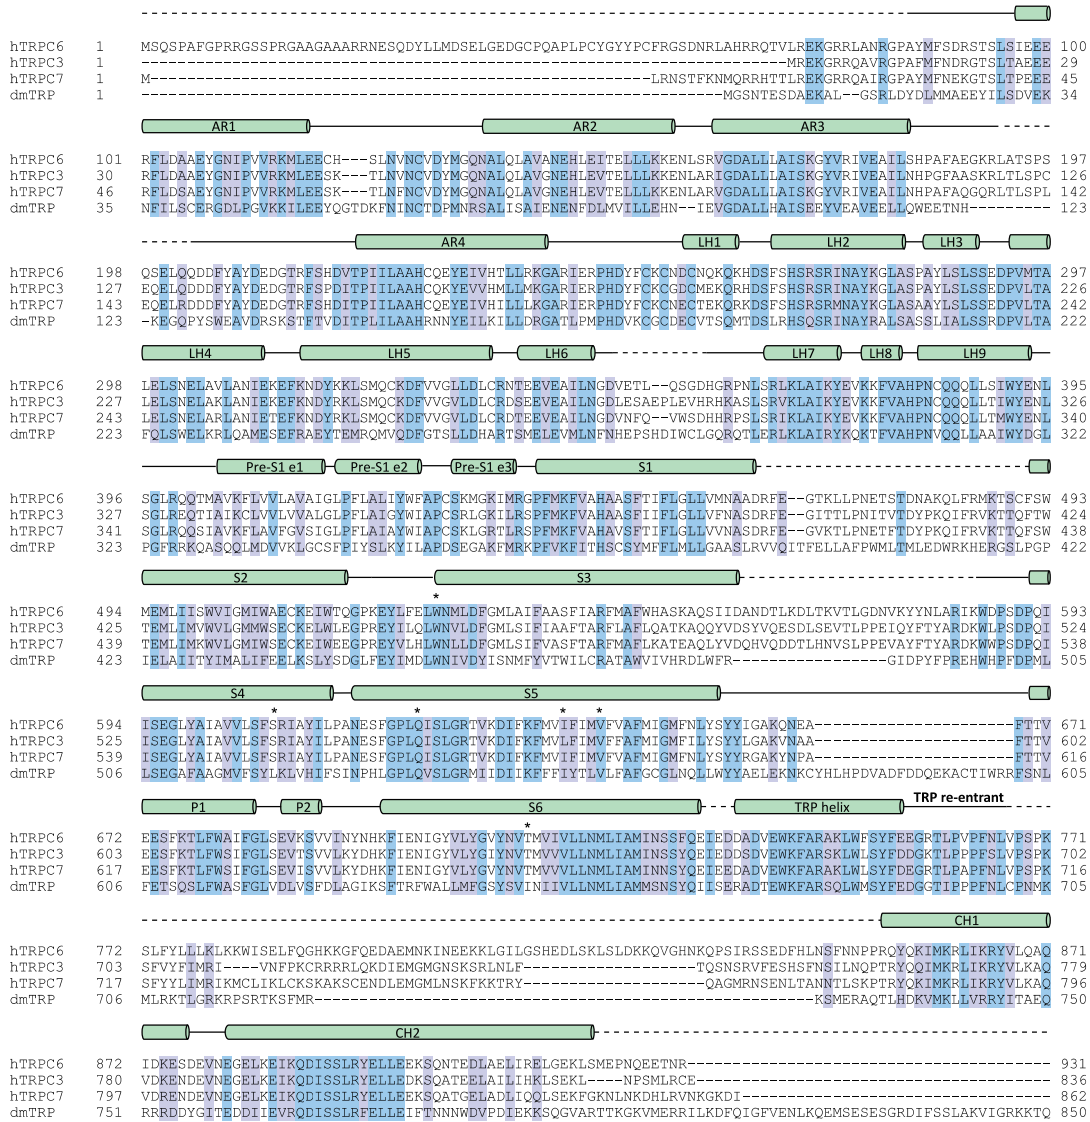 hTRPC6 1 MSQSPAFGPRRGSSPRGAAGAAARRNESQDYLLMDSELGEDGCPQAPLPCYGYYPCFRGSDNRLAHRRQTVLREKGRRLANRGPAYMFSDRSTSLSIEEE 100
hTRPC3 1 -----------------------------------------------------------------------MREKGRRQAVRGPAFMFNDRGTSLTAEEE 29
hTRPC7 1 M-------------------------------------------------------LRNSTFKNMQRRHTTLREKGRRQAIRGPAYMFNEKGTSLTPEEE 45
dmTRP 1 ----------------------------------------------------------------MGSNTESDAEKAL--GSRLDYDLMMAEEYILSDVEK 34
AR1 AR2 AR3
hTRPC6 101 RFLDAAEYGNIPVVRKMLEECH---SLNVNCVDYMGQNALQLAVANEHLEITELLLKKENLSRVGDALLLAISKGYVRIVEAILSHPAFAEGKRLATSPS 197
hTRPC3 30 RFLDAAEYGNIPVVRKMLEESK---TLNVNCVDYMGQNALQLAVGNEHLEVTELLLKKENLARIGDALLLAISKGYVRIVEAILNHPGFAASKRLTLSPC 126
hTRPC7 46 RFLDSAEYGNIPVVRKMLEESK---TLNFNCVDYMGQNALQLAVGNEHLEVTELLLKKENLARVGDALLLAISKGYVRIVEAILNHPAFAQGQRLTLSPL 142
dmTRP 35 NFILSCERGDLPGVKKILEEYQGTDKFNINCTDPMNRSALISAIENENFDLMVILLEHN--IEVGDALLHAISEEYVEAVEELLQWEETNH--------- 123
AR4 LH1 LH2 LH3
hTRPC6 198 QSELQQDDFYAYDEDGTRFSHDVTPIILAAHCQEYEIVHTLLRKGARIERPHDYFCKCNDCNQKQKHDSFSHSRSRINAYKGLASPAYLSLSSEDPVMTA 297
hTRPC3 127 EQELQDDDFYAYDEDGTRFSPDITPIILAAHCQKYEVVHMLLMKGARIERPHDYFCKCGDCMEKQRHDSFSHSRSRINAYKGLASPAYLSLSSEDPVLTA 226
hTRPC7 143 EQELRDDDFYAYDEDGTRFSHDITPIILAAHCQEYEIVHILLLKGARIERPHDYFCKCNECTEKQRKDSFSHSRSRMNAYKGLASAAYLSLSSEDPVLTA 242
dmTRP 123 -KEGQPYSWEAVDRSKSTFTVDITPLILAAHRNNYEILKILLDRGATLPMPHDVKCGCDECVTSQMTDSLRHSQSRINAYRALSASSLIALSSRDPVLTA 222
LH4 LH5 LH6 LH7 LH8 LH9
hTRPC6 298 LELSNELAVLANIEKEFKNDYKKLSMQCKDFVVGLLDLCRNTEEVEAILNGDVETL--QSGDHGRPNLSRLKLAIKYEVKKFVAHPNCQQQLLSIWYENL 395
hTRPC3 227 LELSNELAKLANIEKEFKNDYRKLSMQCKDFVVGVLDLCRDSEEVEAILNGDLESAEPLEVHRHKASLSRVKLAIKYEVKKFVAHPNCQQQLLTIWYENL 326
hTRPC7 243 LELSNELARLANIETEFKNDYRKLSMQCKDFVVGVLDLCRDTEEVEAILNGDVNFQ--VWSDHHRPSLSRIKLAIKYEVKKFVAHPNCQQQLLTMWYENL 340
dmTRP 223 FQLSWELKRLQAMESEFRAEYTEMRQMVQDFGTSLLDHARTSMELEVMLNFNHEPSHDIWCLGQRQTLERLKLAIRYKQKTFVAHPNVQQLLAAIWYDGL 322
Pre-S1 e1 Pre-S1 e2 Pre-S1 e3 S1
hTRPC6 396 SGLRQQTMAVKFLVVLAVAIGLPFLALIYWFAPCSKMGKIMRGPFMKFVAHAASFTIFLGLLVMNAADRFE--GTKLLPNETSTDNAKQLFRMKTSCFSW 493
hTRPC3 327 SGLREQTIAIKCLVVLVVALGLPFLAIGYWIAPCSRLGKILRSPFMKFVAHAASFIIFLGLLVFNASDRFE--GITTLPNITVTDYPKQIFRVKTTQFTW 424
hTRPC7 341 SGLRQQSIAVKFLAVFGVSIGLPFLAIAYWIAPCSKLGRTLRSPFMKFVAHAVSFTIFLGLLVVNASDRFE--GVKTLPNETFTDYPKQIFRVKTTQFSW 438
dmTRP 323 PGFRRKQASQQLMDVVKLGCSFPIYSLKYILAPDSEGAKFMRKPFVKFITHSCSYMFFLMLLGAASLRVVQITFELLAFPWMLTMLEDWRKHERGSLPGP 422
S2 S3
*
hTRPC6 494 MEMLIISWVIGMIWAECKEIWTQGPKEYLFELWNMLDFGMLAIFAASFIARFMAFWHASKAQSIIDANDTLKDLTKVTLGDNVKYYNLARIKWDPSDPQI 593
hTRPC3 425 TEMLIMVWVLGMMWSECKELWLEGPREYILQLWNVLDFGMLSIFIAAFTARFLAFLQATKAQQYVDSYVQESDLSEVTLPPEIQYFTYARDKWLPSDPQI 524
hTRPC7 439 TEMLIMKWVLGMIWSECKEIWEEGPREYVLHLWNLLDFGMLSIFVASFTARFMAFLKATEAQLYVDQHVQDDTLHNVSLPPEVAYFTYARDKWWPSDPQI 538
dmTRP 423 IELAIITYIMALIFEELKSLYSDGLFEYIMDLWNIVDYISNMFYVTWILCRATAWVIVHRDLWFR-----------------GIDPYFPREHWHPFDPML 505
S4 S5
* * * *
hTRPC6 594 ISEGLYAIAVVLSFSRIAYILPANESFGPLQISLGRTVKDIFKFMVIFIMVFVAFMIGMFNLYSYYIGAKQNEA----------------------FTTV 671
hTRPC3 525 ISEGLYAIAVVLSFSRIAYILPANESFGPLQISLGRTVKDIFKFMVLFIMVFFAFMIGMFILYSYYLGAKVNAA----------------------FTTV 602
hTRPC7 539 ISEGLYAIAVVLSFSRIAYILPANESFGPLQISLGRTVKDIFKFMVIFIMVFVAFMIGMFNLYSYYRGAKYNPA----------------------FTTV 616
dmTRP 506 LSEGAFAAGMVFSYLKLVHIFSINPHLGPLQVSLGRMIIDIIKFFFIYTLVLFAFGCGLNQLLWYYAELEKNKCYHLHPDVADFDDQEKACTIWRRFSNL 605
P1 P2 S6 TRP helix TRP re-entrant
*
hTRPC6 672 EESFKTLFWAIFGLSEVKSVVINYNHKFIENIGYVLYGVYNVTMVIVLLNMLIAMINSSFQEIEDDADVEWKFARAKLWFSYFEEGRTLPVPFNLVPSPK 771
hTRPC3 603 EESFKTLFWSIFGLSEVTSVVLKYDHKFIENIGYVLYGIYNVTMVVVLLNMLIAMINSSYQEIEDDSDVEWKFARSKLWLSYFDDGKTLPPPFSLVPSPK 702
hTRPC7 617 EESFKTLFWSIFGLSEVISVVLKYDHKFIENIGYVLYGVYNVTMVVVLLNMLIAMINNSYQEIEEDADVEWKFARAKLWLSYFDEGRTLPAPFNLVPSPK 716
dmTRP 606 FETSQSLFWASFGLVDLVSFDLAGIKSFTRFWALLMFGSYSVINIIVLLNMLIAMMSNSYQIISERADTEWKFARSQLWMSYFEDGGTIPPPFNLCPNMK 705
CH1
hTRPC6 772 SLFYLLLKLKKWISELFQGHKKGFQEDAEMNKINEEKKLGILGSHEDLSKLSLDKKQVGHNKQPSIRSSEDFHLNSFNNPPRQYQKIMKRLIKRYVLQAQ 871
hTRPC3 703 SFVYFIMRI----VNFPKCRRRRLQKDIEMGMGNSKSRLNLF-------------------TQSNSRVFESHSFNSILNQPTRYQQIMKRLIKRYVLKAQ 779
hTRPC7 717 SFYYLIMRIKMCLIKLCKSKAKSCENDLEMGMLNSKFKKTRY--------------------QAGMRNSENLTANNTLSKPTRYQKIMKRLIKRYVLKAQ 796
dmTRP 706 MLRKTLGRKRPSRTKSFMR-------------------------------------------------------KSMERAQTLHDKVMKLLVRRYITAEQ 750
CH2
hTRPC6 872 IDKESDEVNEGELKEIKQDISSLRYELLEEKSQNTEDLAELIRELGEKLSMEPNQEETNR---------------------------------------- 931
hTRPC3 780 VDKENDEVNEGELKEIKQDISSLRYELLEDKSQATEELAILIHKLSEKL----NPSMLRCE--------------------------------------- 836
hTRPC7 797 VDRENDEVNEGELKEIKQDISSLRYELLEEKSQATGELADLIQQLSEKFGKNLNKDHLRVNKGKDI---------------------------------- 862
dmTRP 751 RRRDDYGITEDDIIEVRQDISSLRFELLEIFTNNNWDVPDIEKKSQGVARTTKGKVMERRILKDFQIGFVENLKQEMSESESGRDIFSSLAKVIGRKKTQ 850